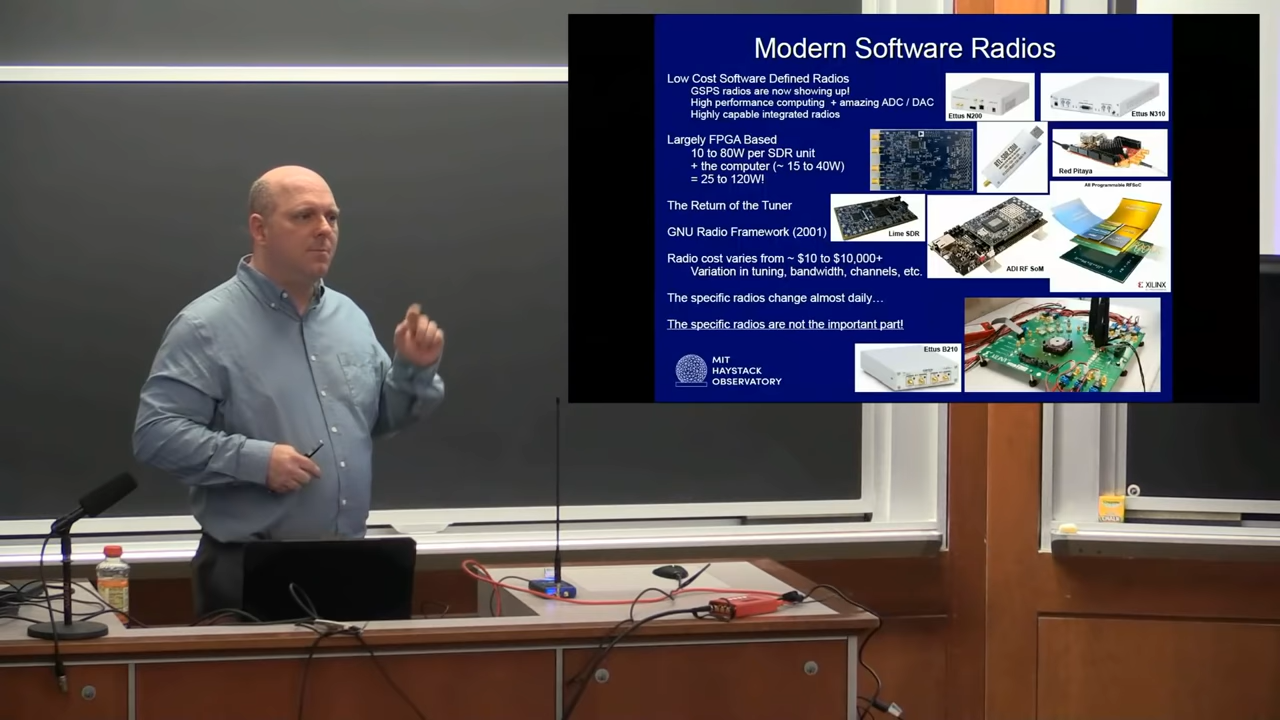 Modern Software Radios
Low Cost Software Defined Radios
GSPS radios are now showing up!
High performance computing + amazing ADC / DAC
Highly capable integrated radios
Ettus N200
Ettus N310
Largely FPGA Based
10 to 80W per SDR unit
+ the computer (~ 15 to 40W)
= 25 to 120W!
RTL-SDR.COM
Red Pitaya
All Programmable RFSoC
The Return of the Tuner
GNU Radio Framework (2001)
Lime SDR
Radio cost varies from ~ $10 to $10,000+
Variation in tuning, bandwidth, channels, etc.
ADI RF SoM
XILINX
The specific radios change almost daily…
The specific radios are not the important part!
Ettus B210
MIT
HAYSTACK
OBSERVATORY